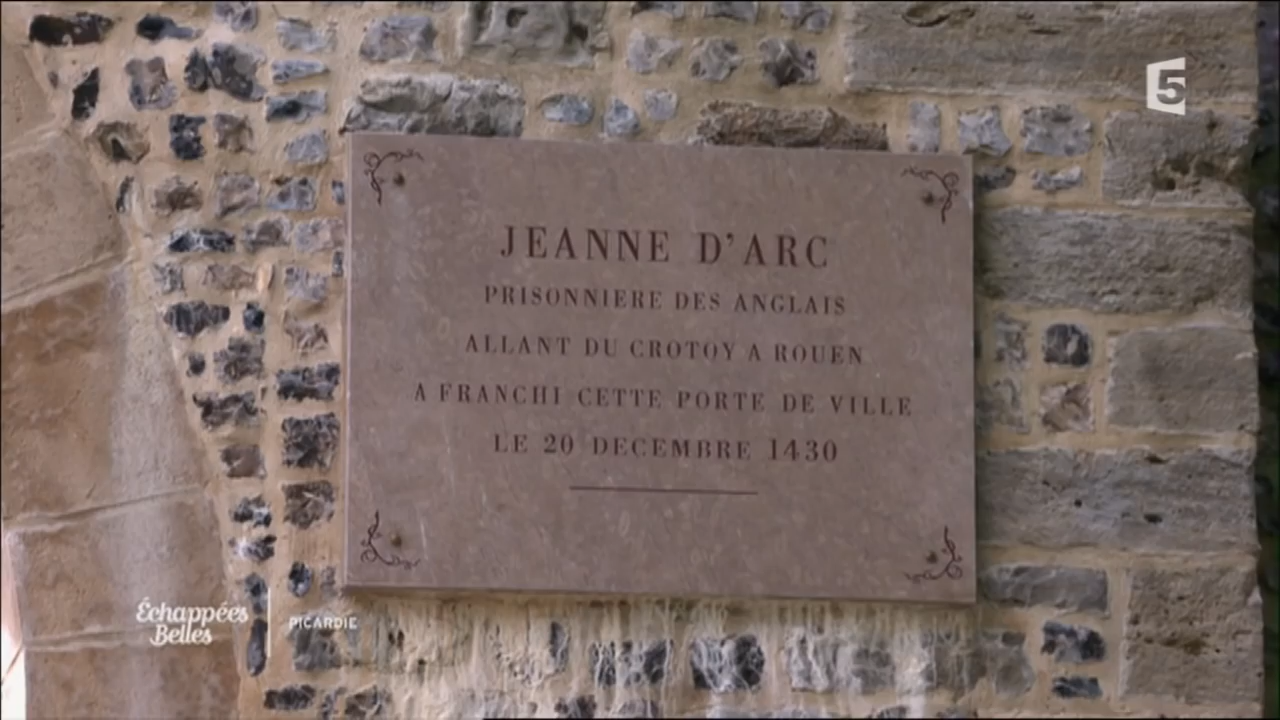 5
JEANNE D'ARC
PRISONNIERE DES ANGLAIS
ALLANT DU CROTOY A ROUEN
A FRANCHI CETTE PORTE DE VILLE
LE 20 DECEMBRE 1430
Échappées
Belles
PICARDIE